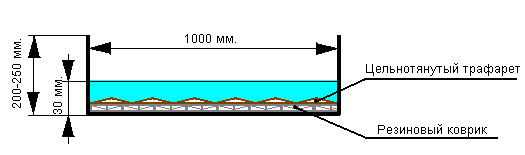 1000 мм.
200-250 мм.
30 мм.
Цельнотянутый трафарет
Резиновый коврик